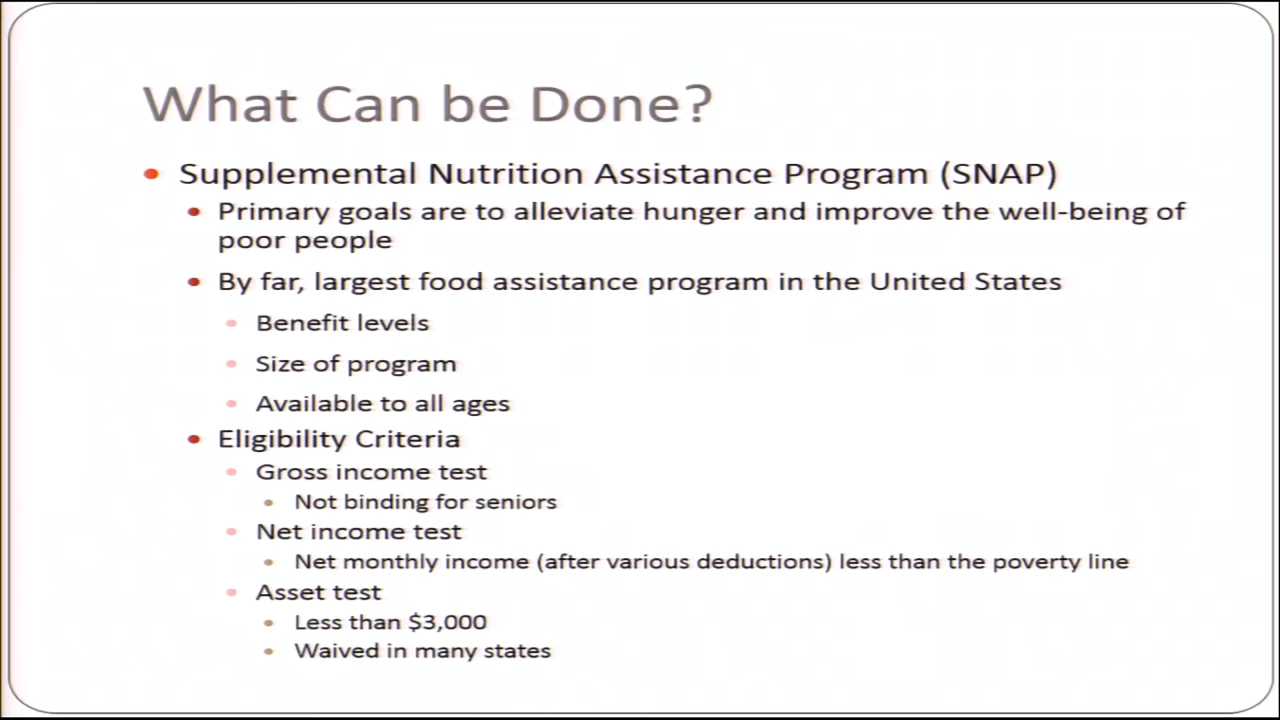 What Can be Done?
Supplemental Nutrition Assistance Program (SNAP)
Primary goals are to alleviate hunger and improve the well-being of
poor people
By far, largest food assistance program in the United States
Benefit levels
Size of program
Available to all ages
Eligibility Criteria
Gross income test
Not binding for seniors
Net income test
Net monthly income (after various deductions) less than the poverty line
Asset test
Less than $3,000
Waived in many states